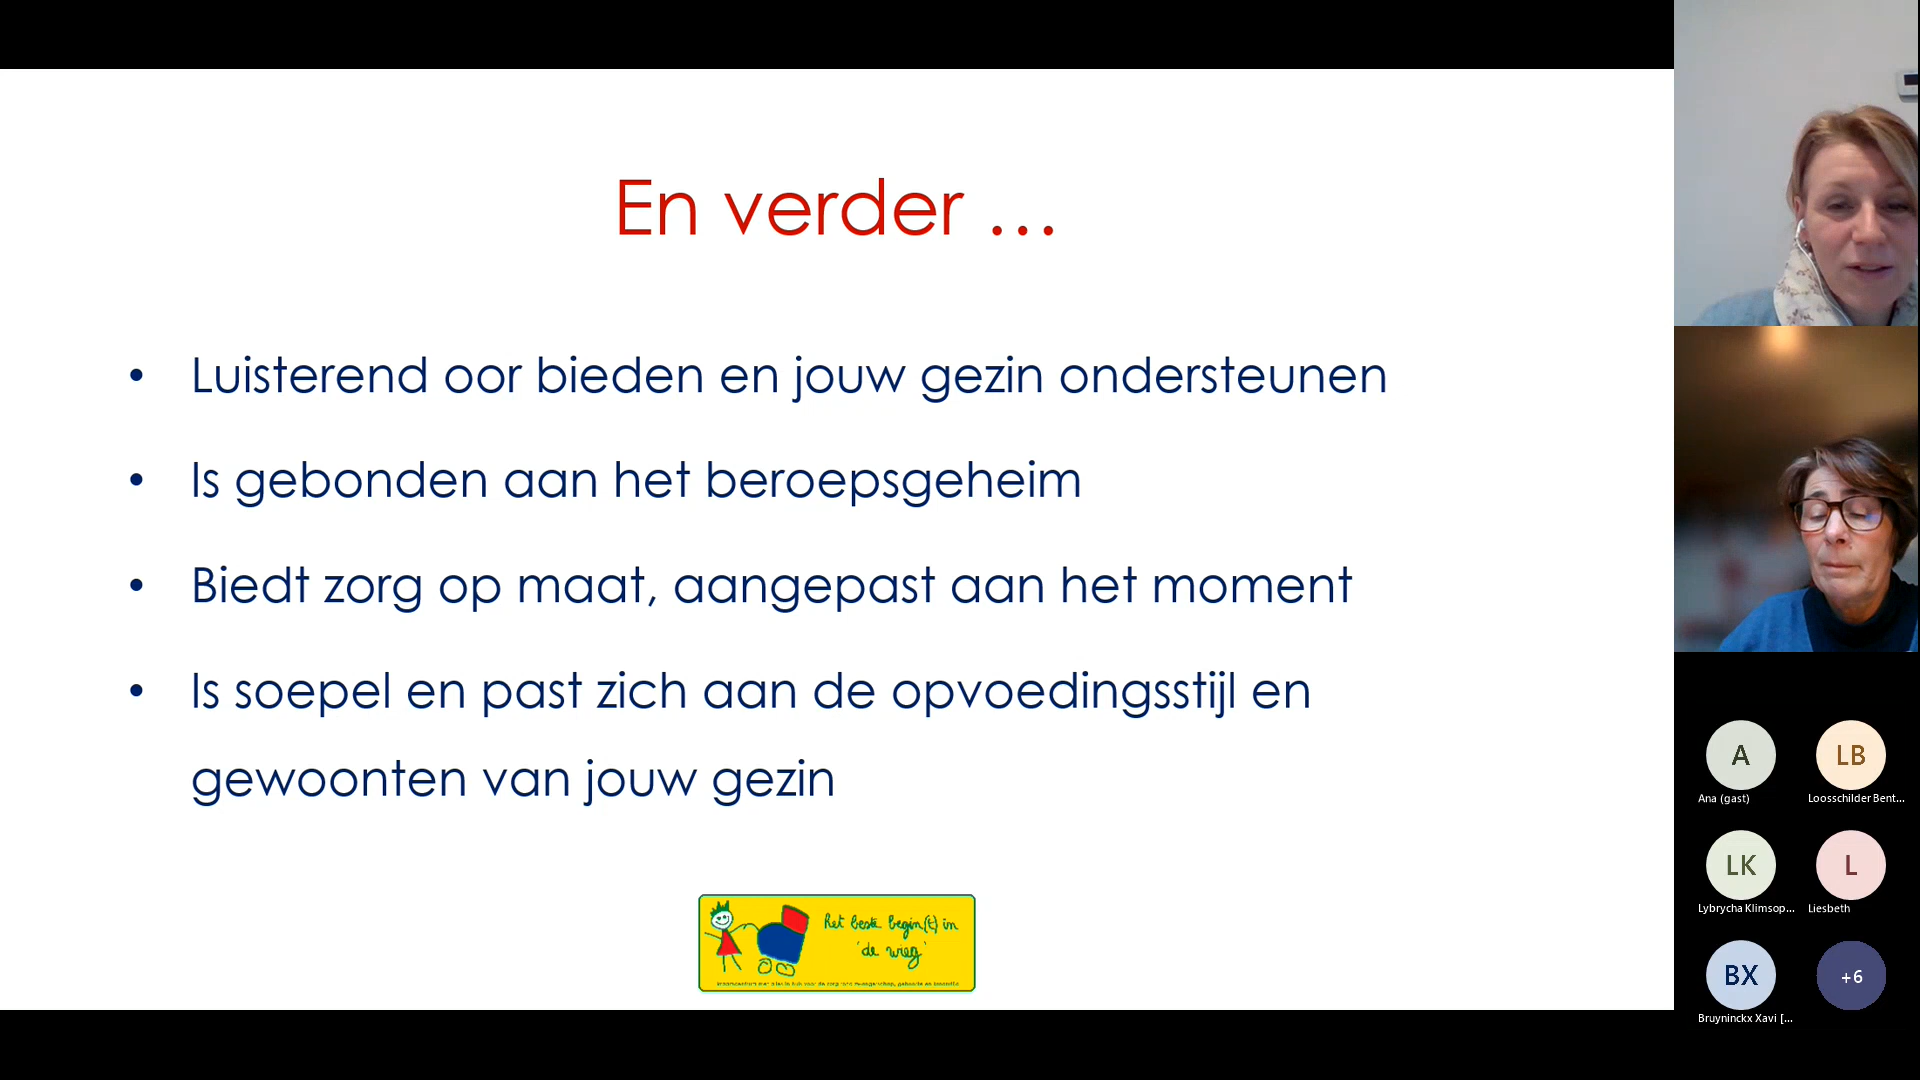 En verder ...
• Luisterend oor bieden en jouw gezin ondersteunen
• Is gebonden aan het beroepsgeheim
• Biedt zorg op maat, aangepast aan het moment
• Is soepel en past zich aan de opvoedingsstijl en
gewoonten van jouw gezin
Het beste begin(t) in
'de wieg'
A
Ana (gast)
LB
Loosschilder Bent...
LK
Lybrycha Klimsop...
L
Liesbeth
BX
Bruyninckx Xavi [...
+6